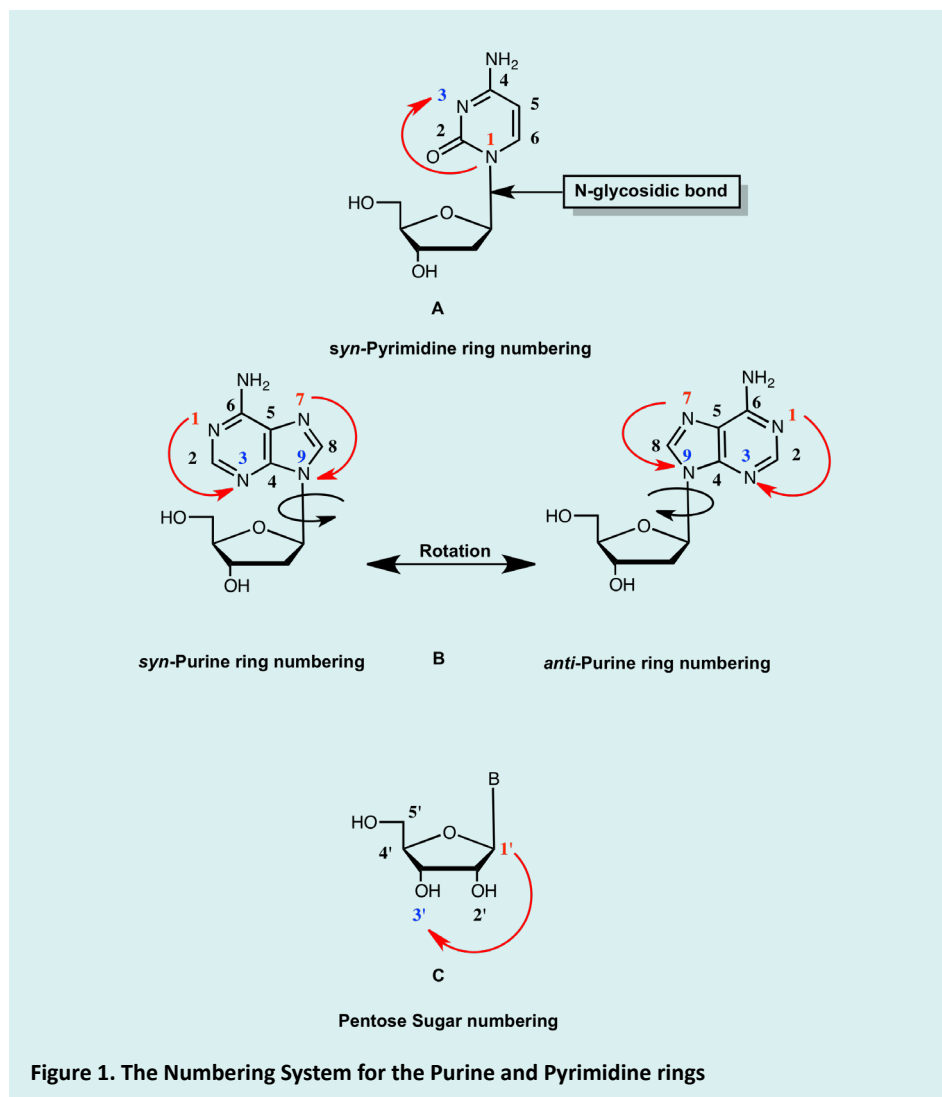 NH2
4
3 N 5
2 1 6
O N
N-glycosidic bond
HO O
OH
A
syn-Pyrimidine ring numbering
NH2
6 7
1 5 N
N
2 3 9 8
N 4 N
HO O
OH
NH2
7 6
N 5 1
N
8 9 3 2
N 4 N
HO O
OH
Rotation
syn-Purine ring numbering
B
anti-Purine ring numbering
B
5'
HO O
4' 1'
OH OH
3' 2'
C
Pentose Sugar numbering
Figure 1. The Numbering System for the Purine and Pyrimidine rings